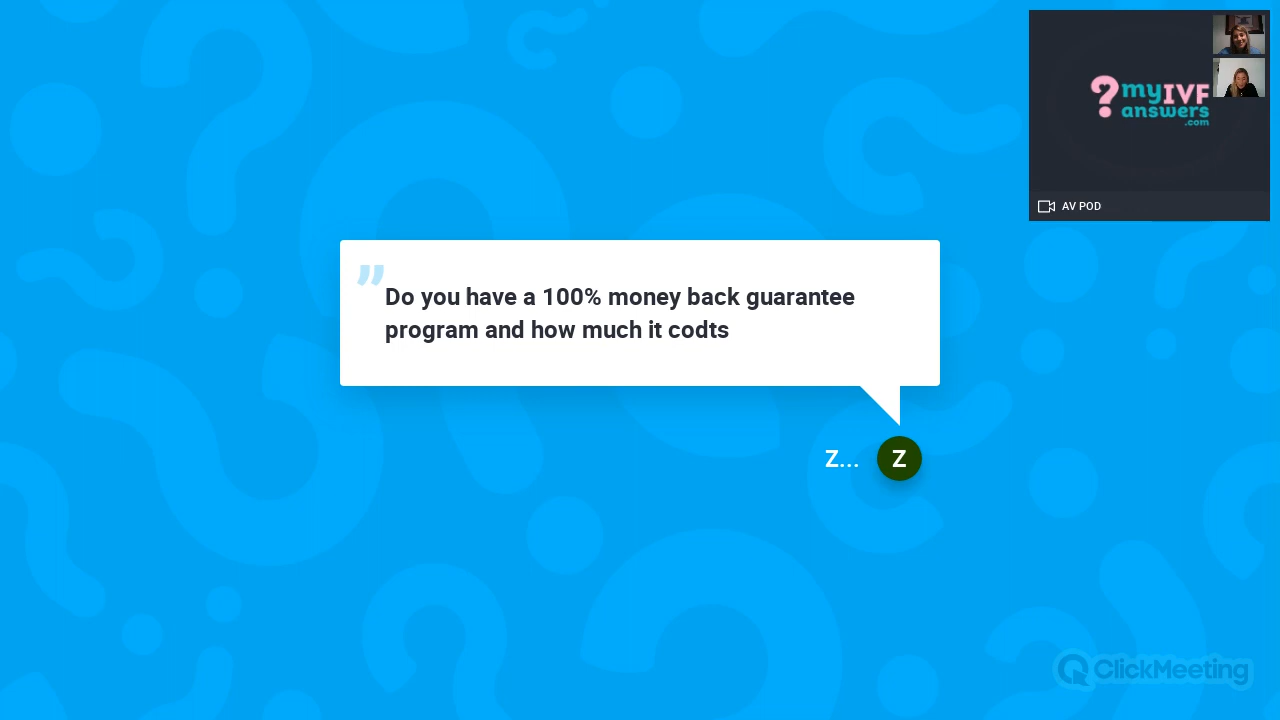 ?myIVF
answers
.com
AV POD
”
Do you have a 100% money back guarantee
program and how much it codts
Z... Z
ClickMeeting